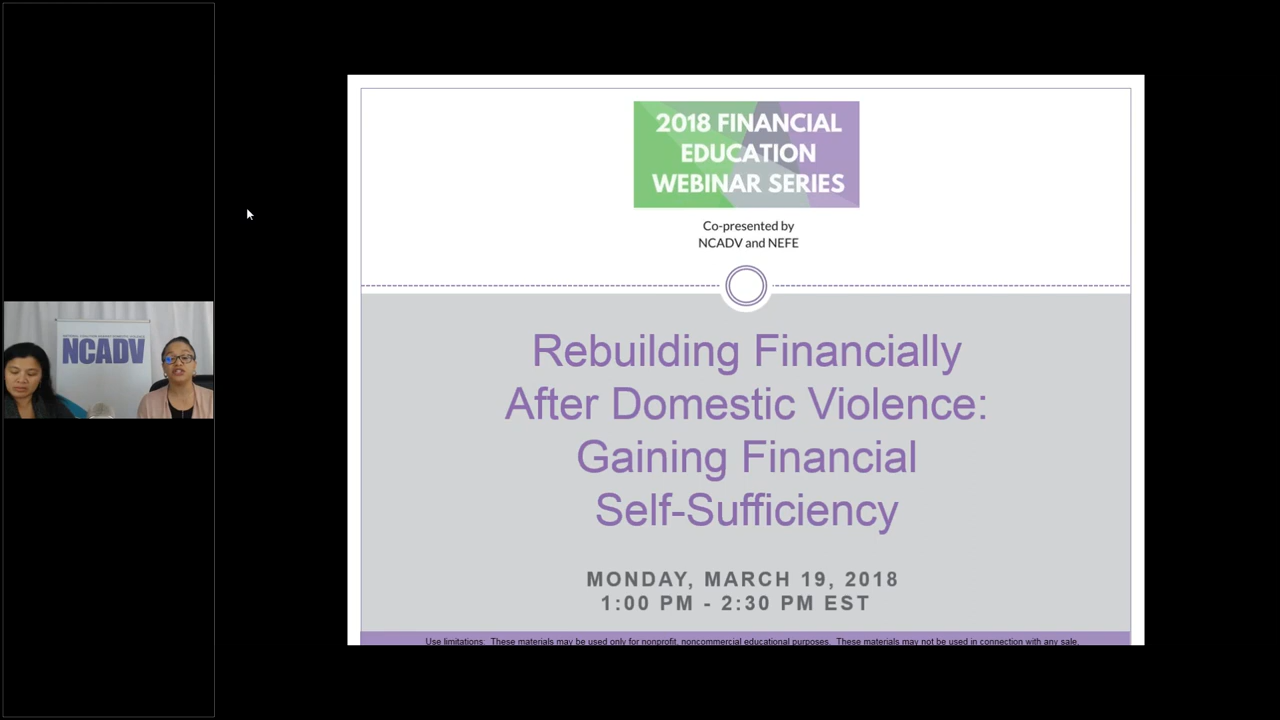 2018 FINANCIAL
EDUCATION
WEBINAR SERIES
Co-presented by
NCADV and NEFE
NCADV
Rebuilding Financially
After Domestic Violence:
Gaining Financial
Self-Sufficiency
MONDAY, MARCH 19, 2018
1:00 PM - 2:30 PM EST
Use limitations: These materials may be used only for nonprofit, noncommercial educational purposes. These materials may not be used in connection with any sale,